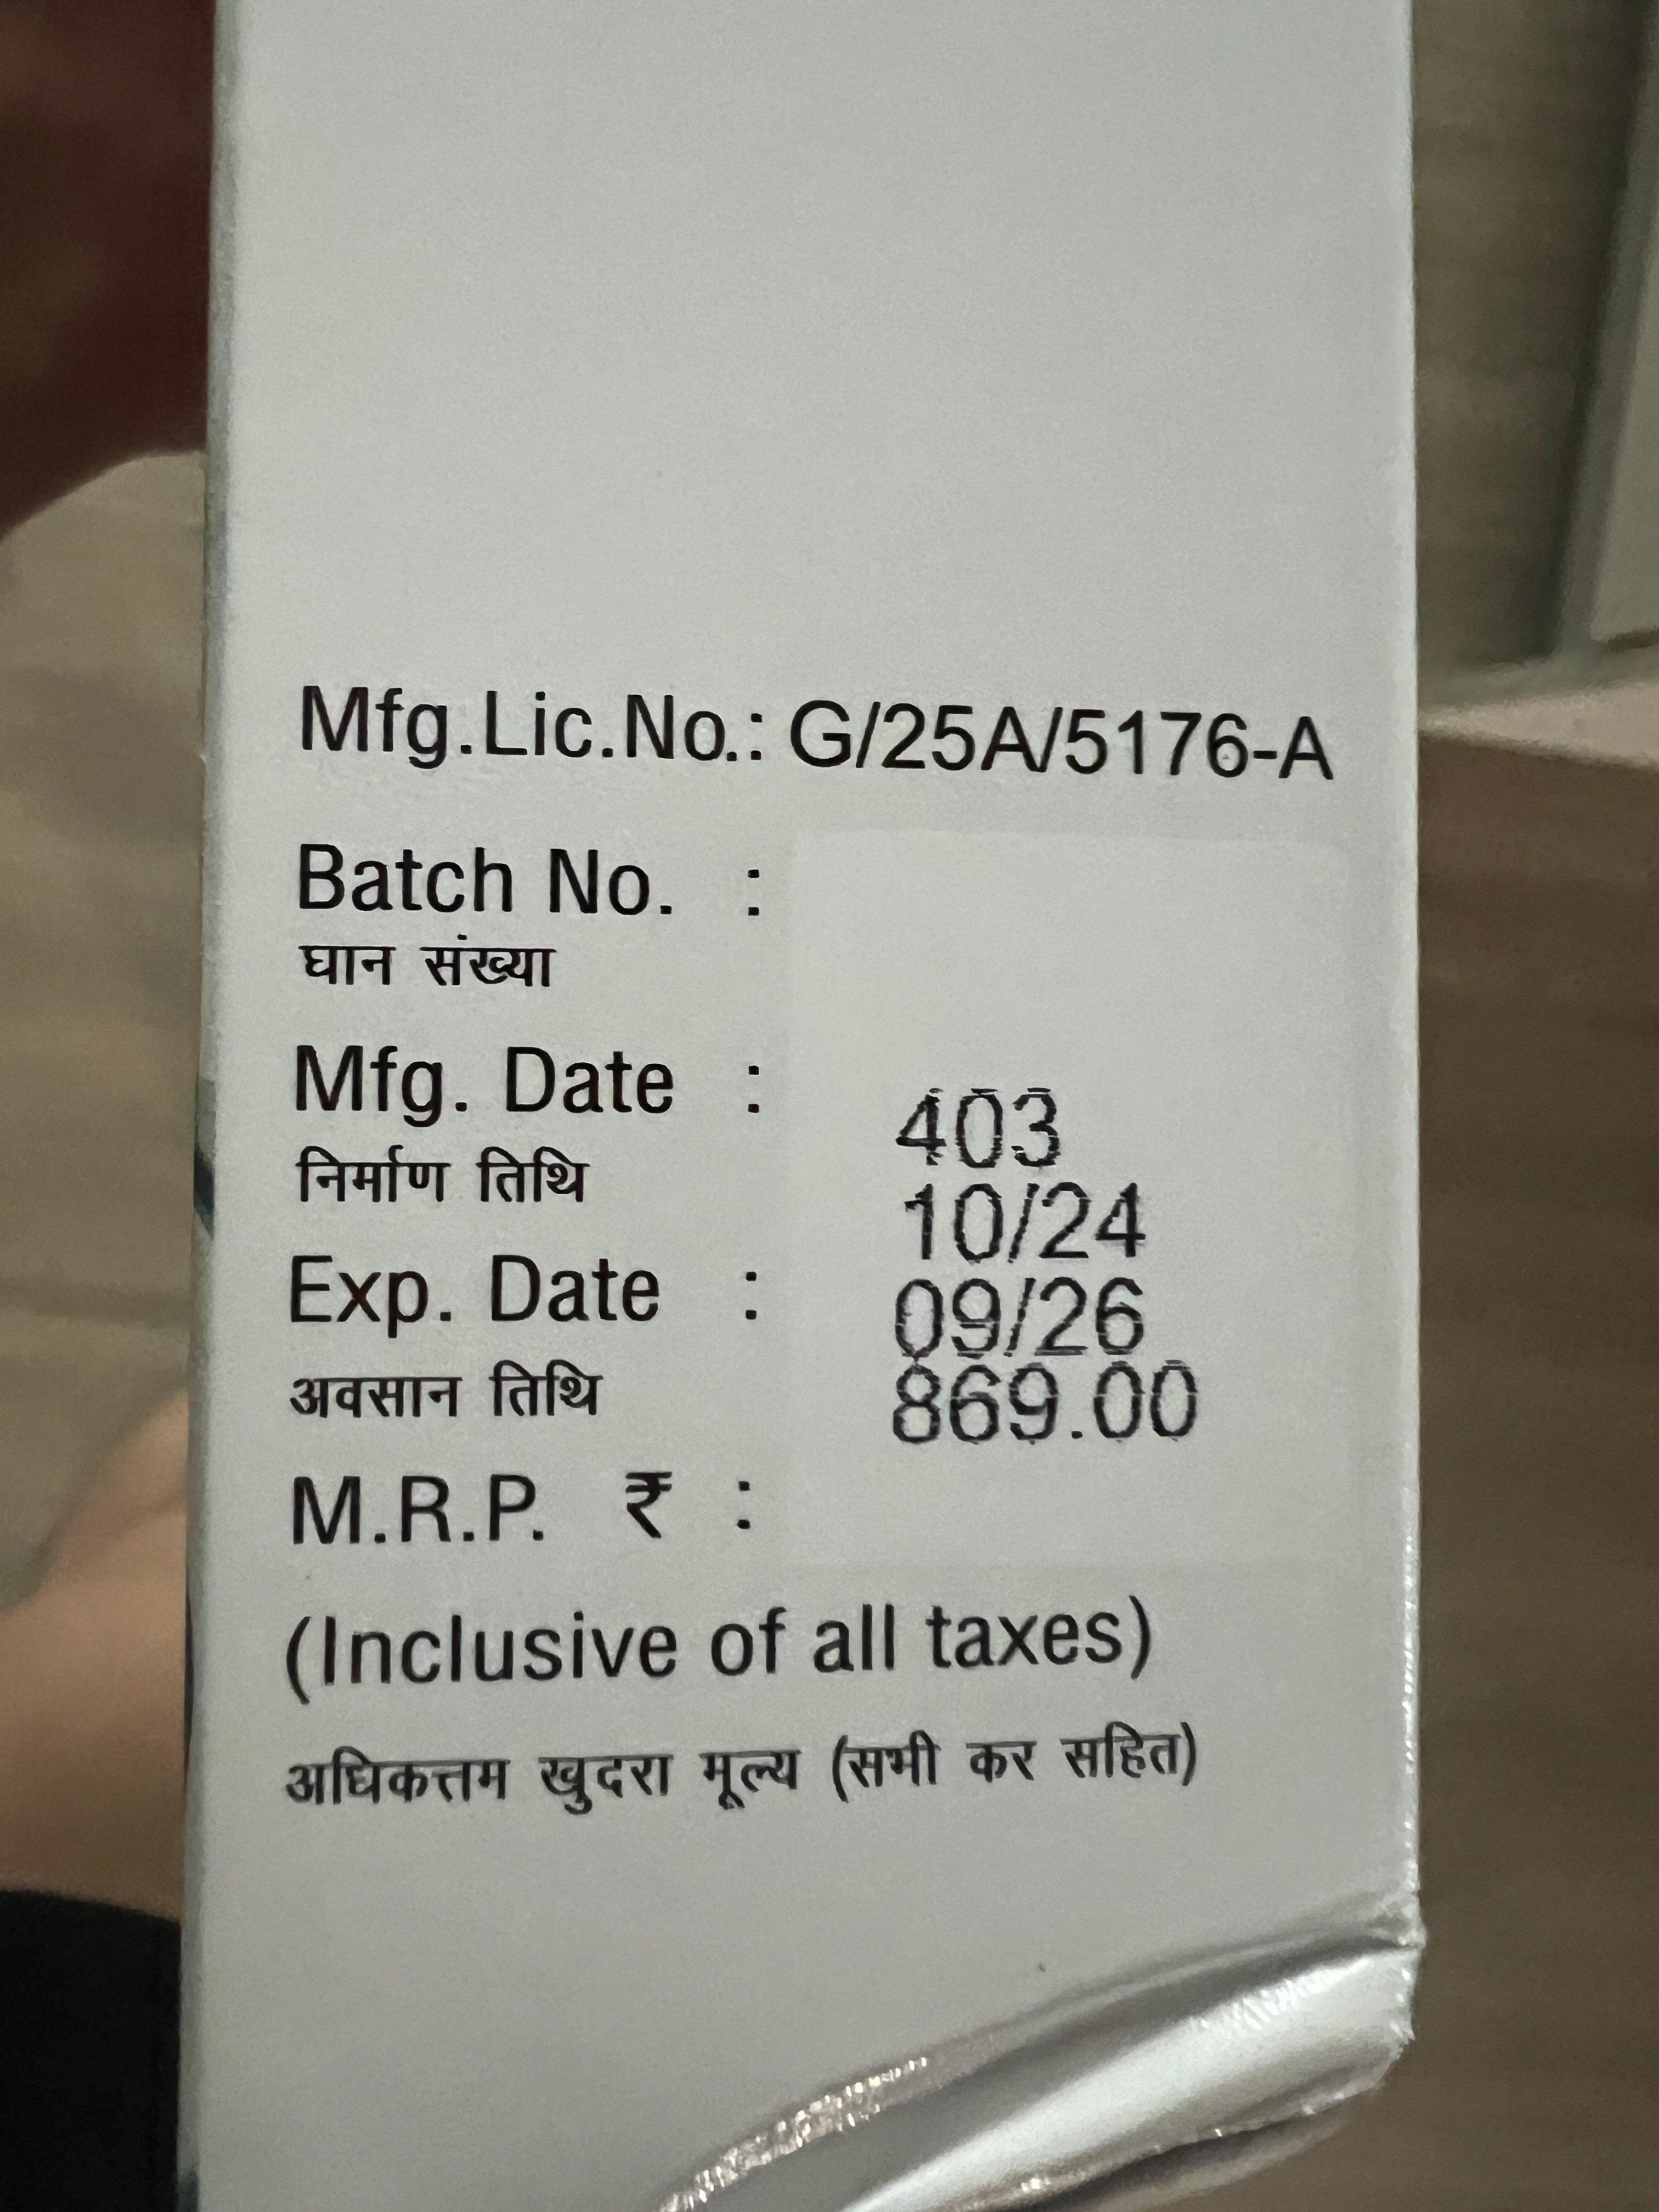 Mfg.Lic.No.: G/25A/5176-A
Batch No. :
घान संख्या
Mfg. Date :
403
निर्माण तिथि
10/24
Exp. Date :
09/26
अवसान तिथि
869.00
M.R.P. ₹ :
(Inclusive of all taxes)
अधिकत्तम खुदरा मूल्य (सभी कर सहित)